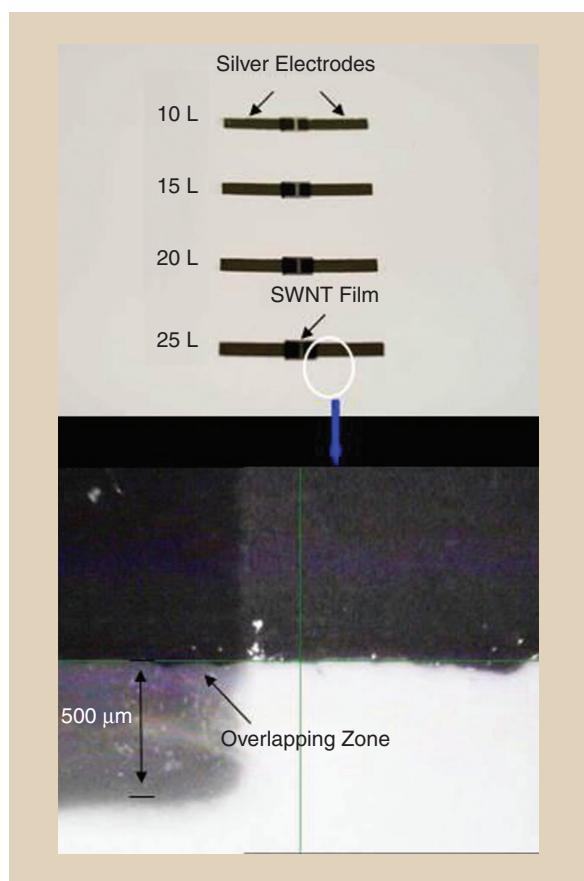 Silver Electrodes
10 L
15 L
20 L
SWNT Film
25 L
500 μm
Overlapping Zone